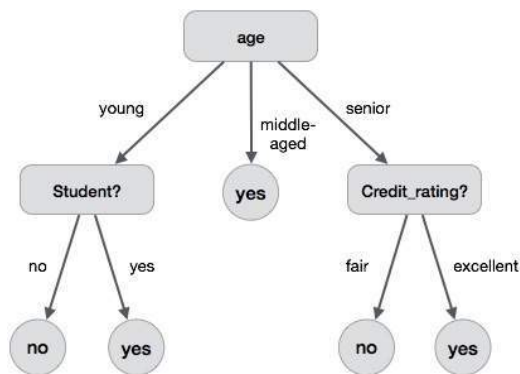 age
young
middle-
aged
senior
Student?
yes
Credit_rating?
no
yes
fair
excellent
no
yes
no
yes